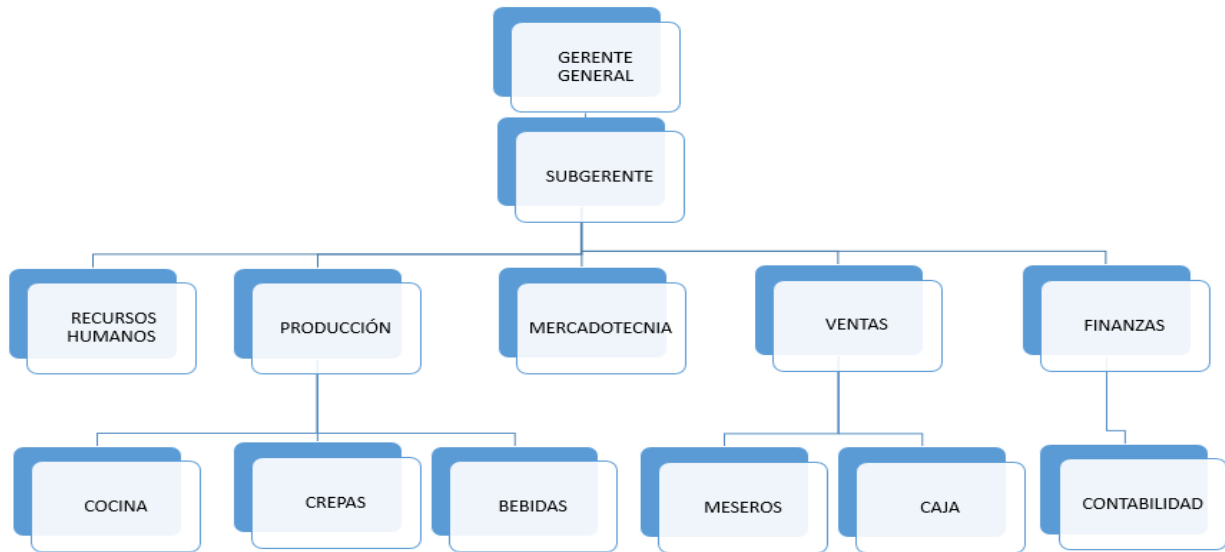 GERENTE
GENERAL
SUBGERENTE
RECURSOS
HUMANOS
PRODUCCIÓN
MERCADOTECNIA
VENTAS
FINANZAS
COCINA
CREPAS
BEBIDAS
MESEROS
CAJA
CONTABILIDAD